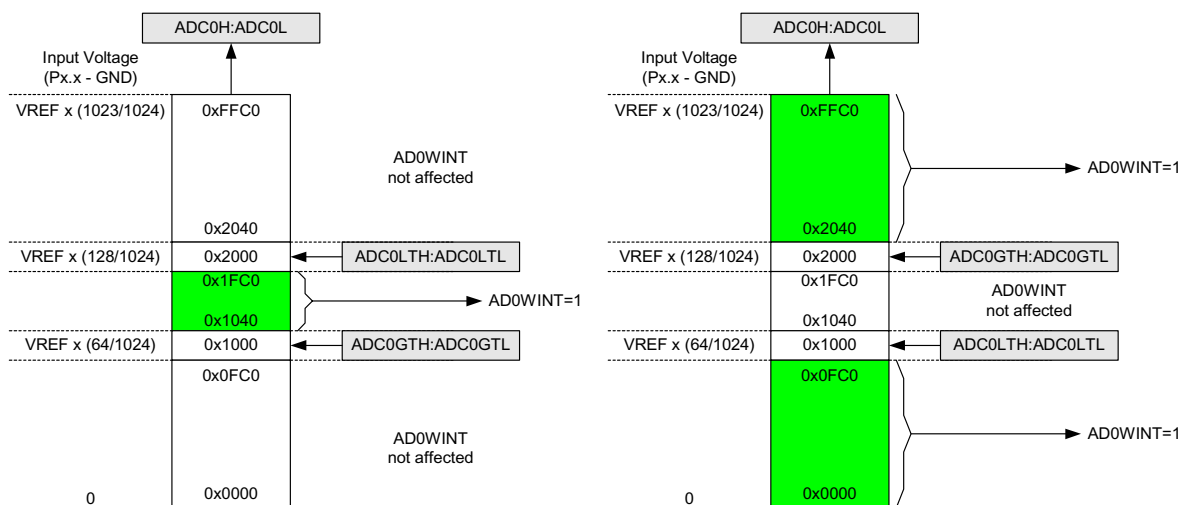 ADC0H:ADC0L
Input Voltage
(Px.x - GND)
VREF x (1023/1024)
0xFFC0
AD0WINT
not affected
0x2040
VREF x (128/1024)
0x2000
ADC0LTH:ADC0LTL
0x1FC0
AD0WINT=1
0x1040
VREF x (64/1024)
0x1000
ADC0GTH:ADC0GTL
0x0FC0
AD0WINT
not affected
0
0x0000
ADC0H:ADC0L
Input Voltage
(Px.x - GND)
VREF x (1023/1024)
0xFFC0
AD0WINT=1
0x2040
VREF x (128/1024)
0x2000
ADC0GTH:ADC0GTL
0x1FC0
AD0WINT
not affected
0x1040
VREF x (64/1024)
0x1000
ADC0LTH:ADC0LTL
0x0FC0
AD0WINT=1
0
0x0000